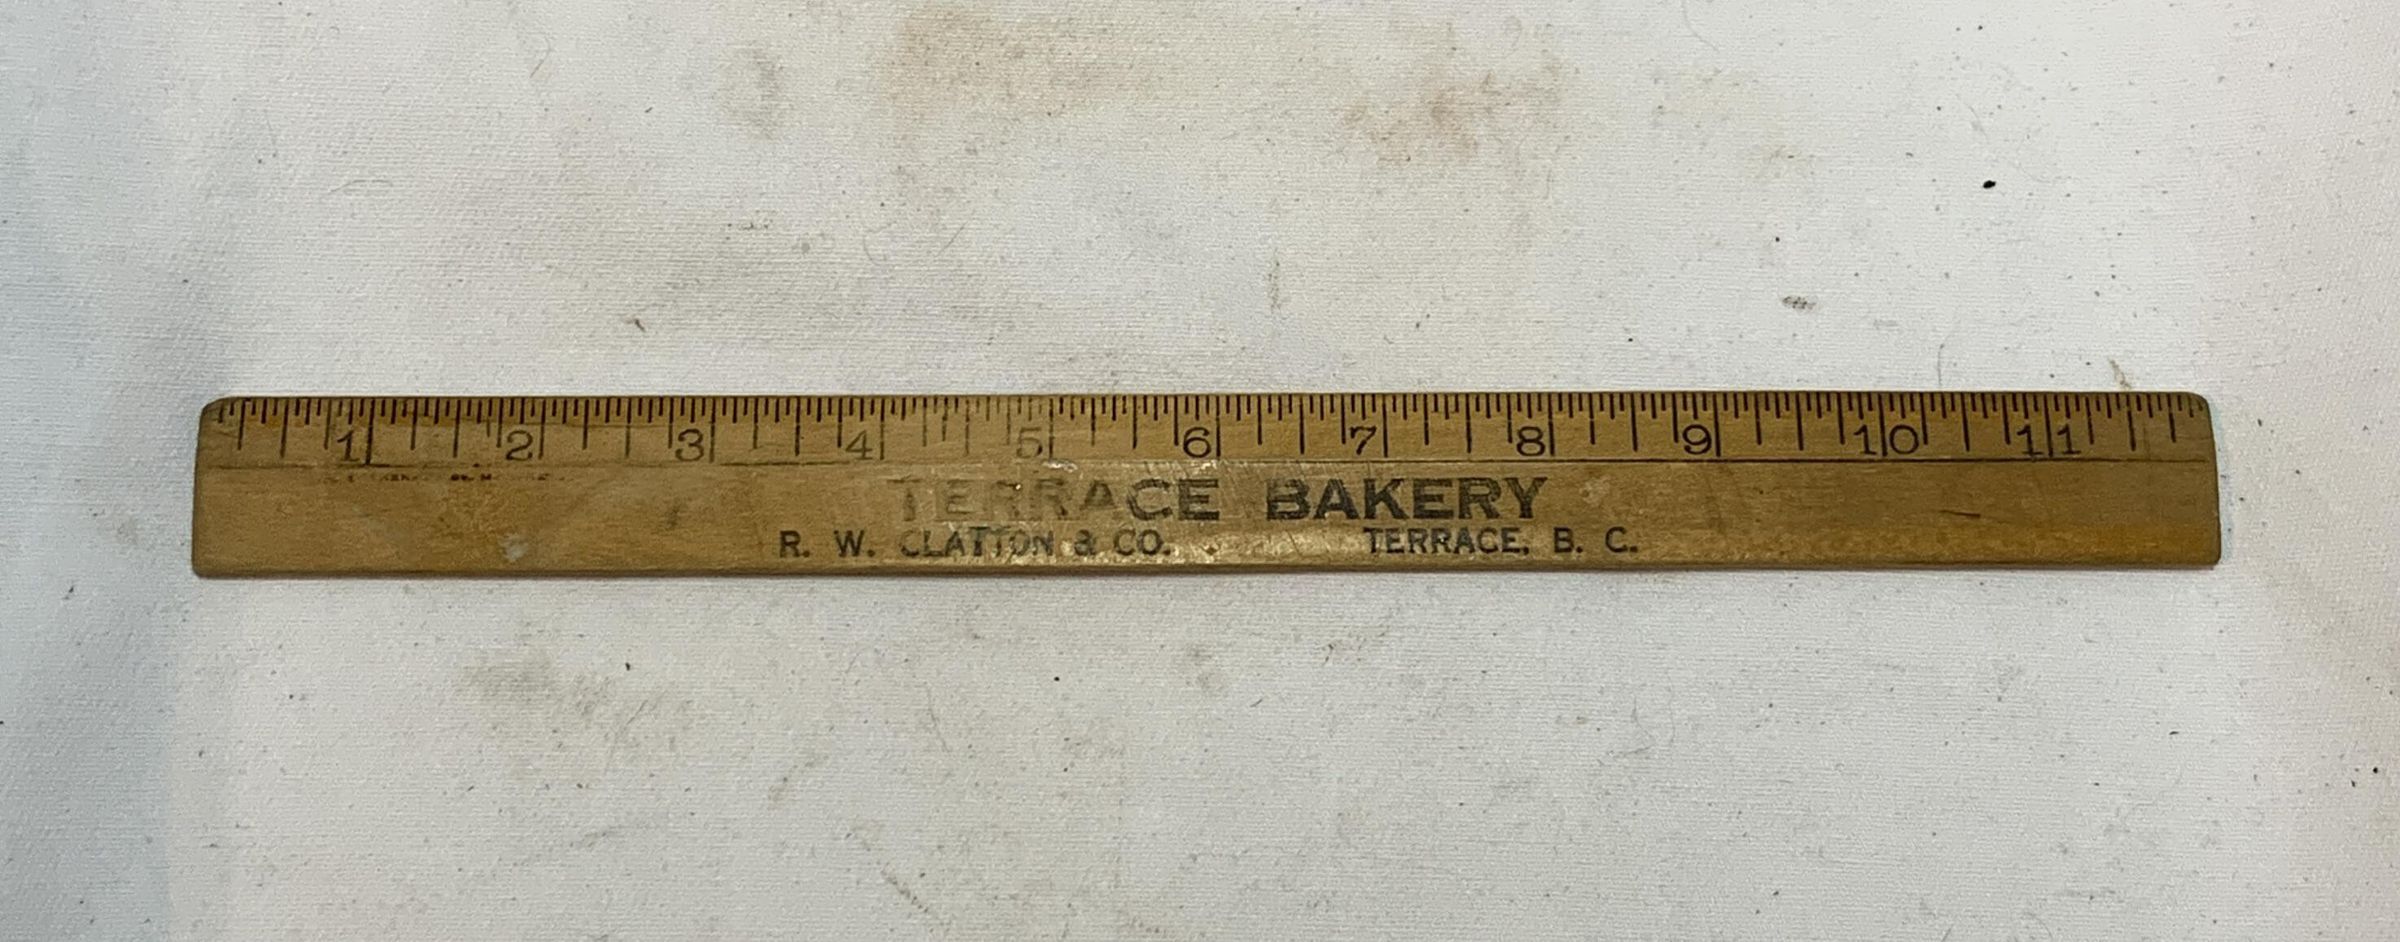 1 2 3 4 5 6 7 8 9 10 11
TERRACE BAKERY
R. W. CLATTON & CO. TERRACE, B. C.